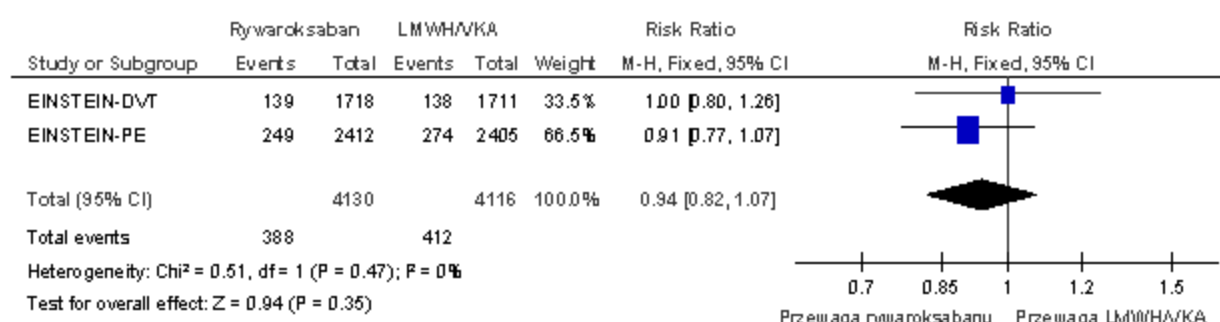 Rywaroksaban LMWH/VKA Risk Ratio Risk Ratio
Study or Subgroup Events Total Events Total Weight M-H, Fixed, 95% CI M-H, Fixed, 95% CI
EINSTEIN-DVT 139 1718 138 1711 33.5% 1.00 [0.80, 1.26]
EINSTEIN-PE 249 2412 274 2405 66.5% 0.91 [0.77, 1.07]
Total (95% CI) 4130 4116 100.0% 0.94 [0.82, 1.07]
Total events 388 412
Heterogeneity: Chi² = 0.51, df = 1 (P = 0.47); I² = 0%
Test for overall effect: Z = 0.94 (P = 0.35)
0.7 0.85 1 1.2 1.5
Przewaga rywaroksabanu Przewaga LMWH/VKA